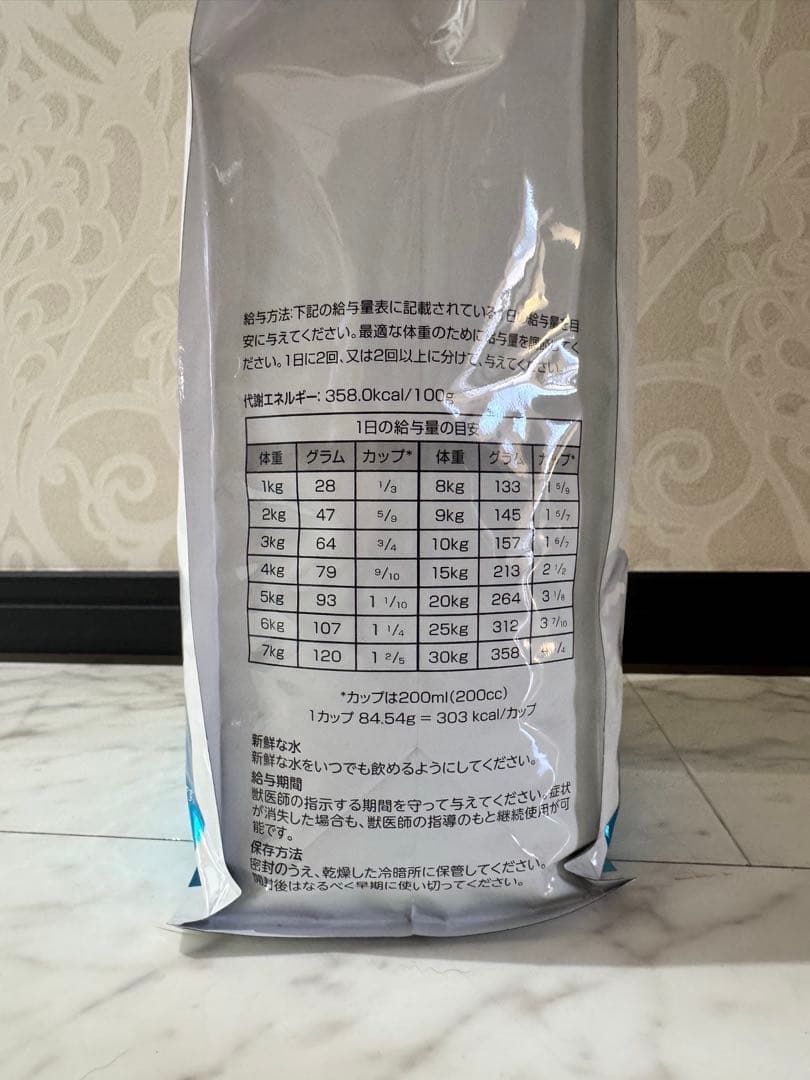 給与方法:下記の給与量表に記載されている1日の給与量を目
安に与えてください。最適な体重のために給与量を調節してく
ださい。1日に2回、又は2回以上に分けて、与えてください。
代謝エネルギー: 358.0kcal/100g
1日の給与量の目安
体重 グラム カップ* 体重 グラム カップ*
1kg 28 1/3 8kg 133 1 5/9
2kg 47 5/9 9kg 145 1 5/7
3kg 64 3/4 10kg 157 1 6/7
4kg 79 9/10 15kg 213 2 1/2
5kg 93 1 1/10 20kg 264 3 1/8
6kg 107 1 1/4 25kg 312 3 7/10
7kg 120 1 2/5 30kg 358 4 1/4
*カップは200ml(200cc)
1カップ 84.54g = 303 kcal/カップ
新鮮な水
新鮮な水をいつでも飲めるようにしてください。
給与期間
獣医師の指示する期間を守って与えてください。症状
が消失した場合も、獣医師の指導のもと継続使用が可
能です。
保存方法
密封のうえ、乾燥した冷暗所に保管してください。
開封後はなるべく早期に使い切ってください。